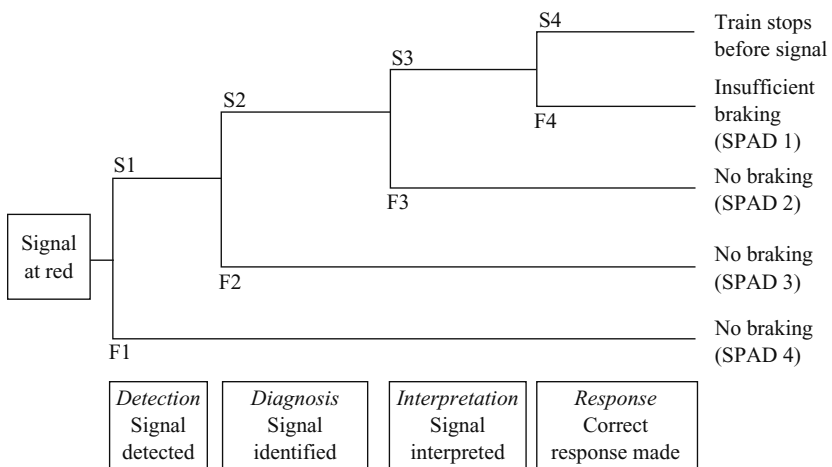 S4
Train stops
before signal
S3
Insufficient
braking
(SPAD 1)
S2
F4
S1
No braking
(SPAD 2)
F3
Signal
at red
No braking
(SPAD 3)
F2
No braking
(SPAD 4)
F1
Detection
Signal
detected
Diagnosis
Signal
identified
Interpretation
Signal
interpreted
Response
Correct
response made